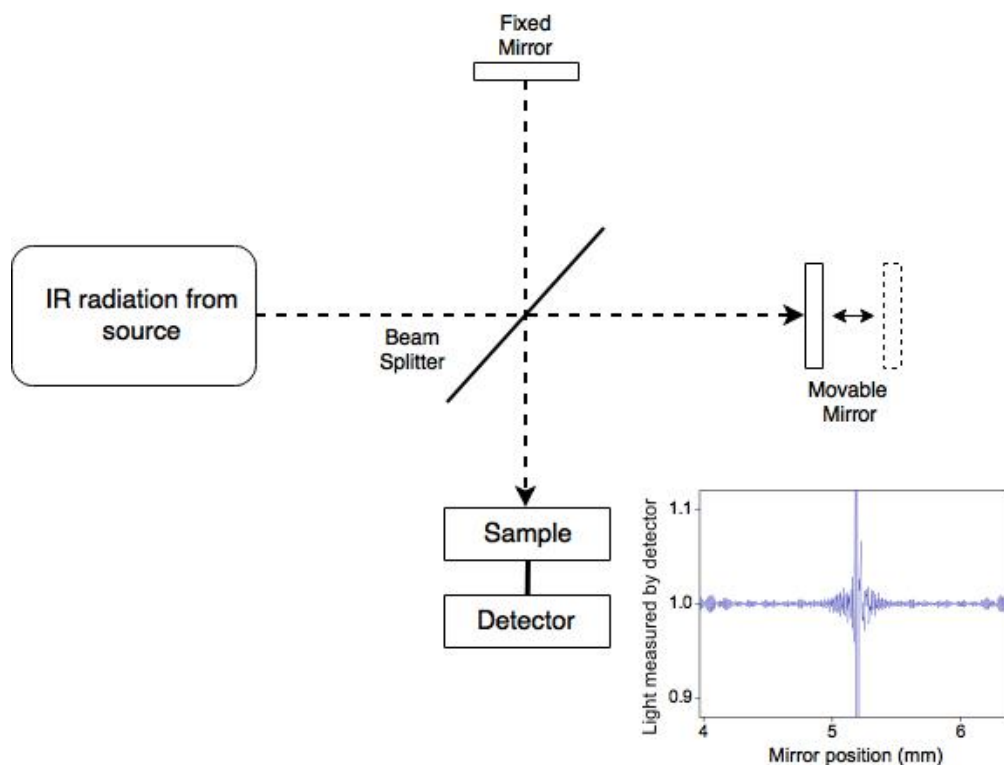 Fixed
Mirror
IR radiation from
source
Beam
Splitter
Movable
Mirror
Sample
Detector
Light measured by detector
1.1
1.0
0.9
4
5
6
Mirror position (mm)